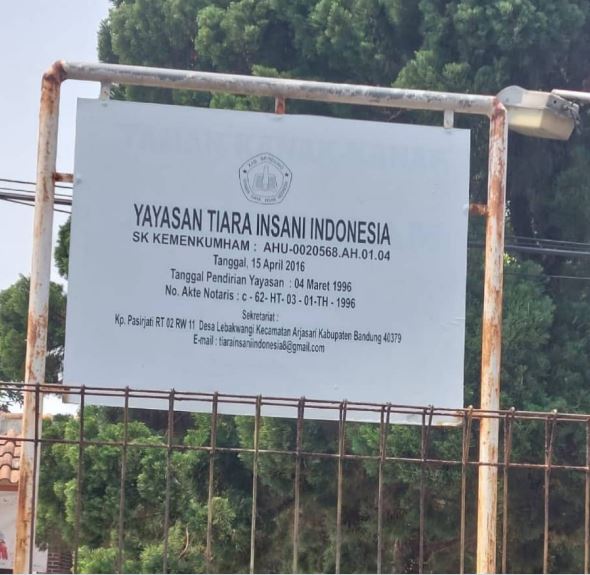 YAYASAN TIARA INSANI INDONESIA
SK KEMENKUMHAM : AHU-0020568.AH.01.04
Tanggal, 15 April 2016
Tanggal Pendirian Yayasan : 04 Maret 1996
No. Akte Notaris : c - 62- HT- 03 - 01-TH - 1996
Sekretariat :
Kp. Pasirjati RT 02 RW 11 Desa Lebakwangi Kecamatan Arjasari Kabupaten Bandung 40379
E-mail : tiarainsaniindonesia8@gmail.com